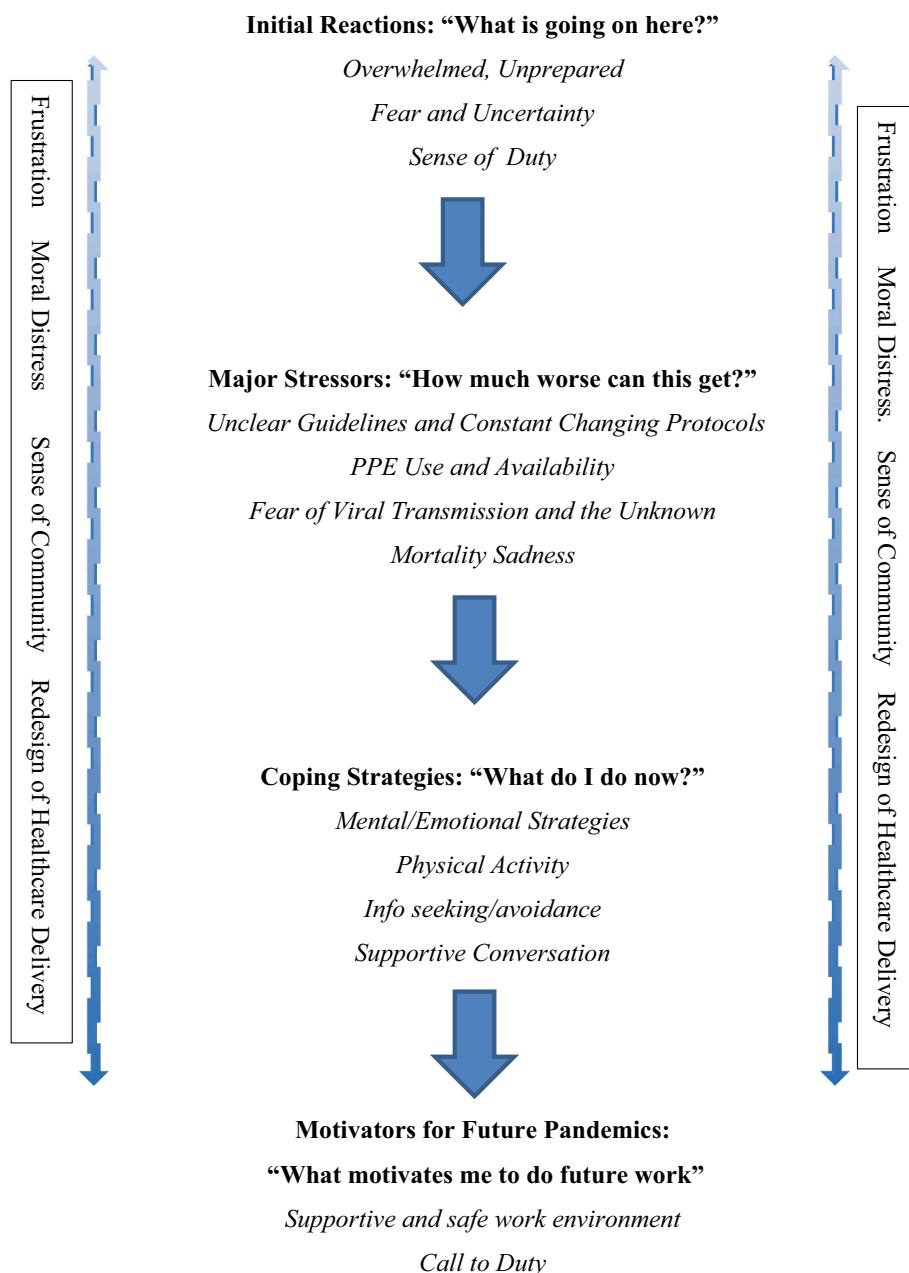 Initial Reactions: “What is going on here?”
Overwhelmed, Unprepared
Fear and Uncertainty
Sense of Duty
Frustration Moral Distress Sense of Community Redesign of Healthcare Delivery
Major Stressors: “How much worse can this get?”
Unclear Guidelines and Constant Changing Protocols
PPE Use and Availability
Fear of Viral Transmission and the Unknown
Mortality Sadness
Frustration Moral Distress. Sense of Community Redesign of Healthcare Delivery
Coping Strategies: “What do I do now?”
Mental/Emotional Strategies
Physical Activity
Info seeking/avoidance
Supportive Conversation
Motivators for Future Pandemics:
“What motivates me to do future work”
Supportive and safe work environment
Call to Duty